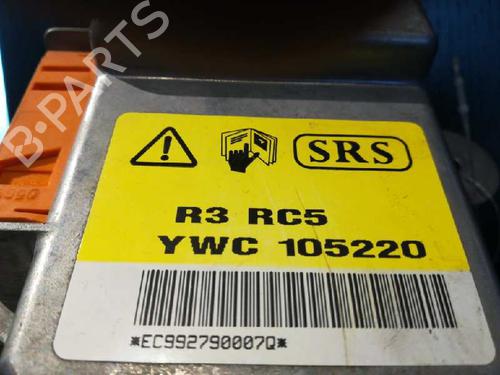 B-PARTS
SRS
R3 RC5
YWC 105220
*EC992790007Q*